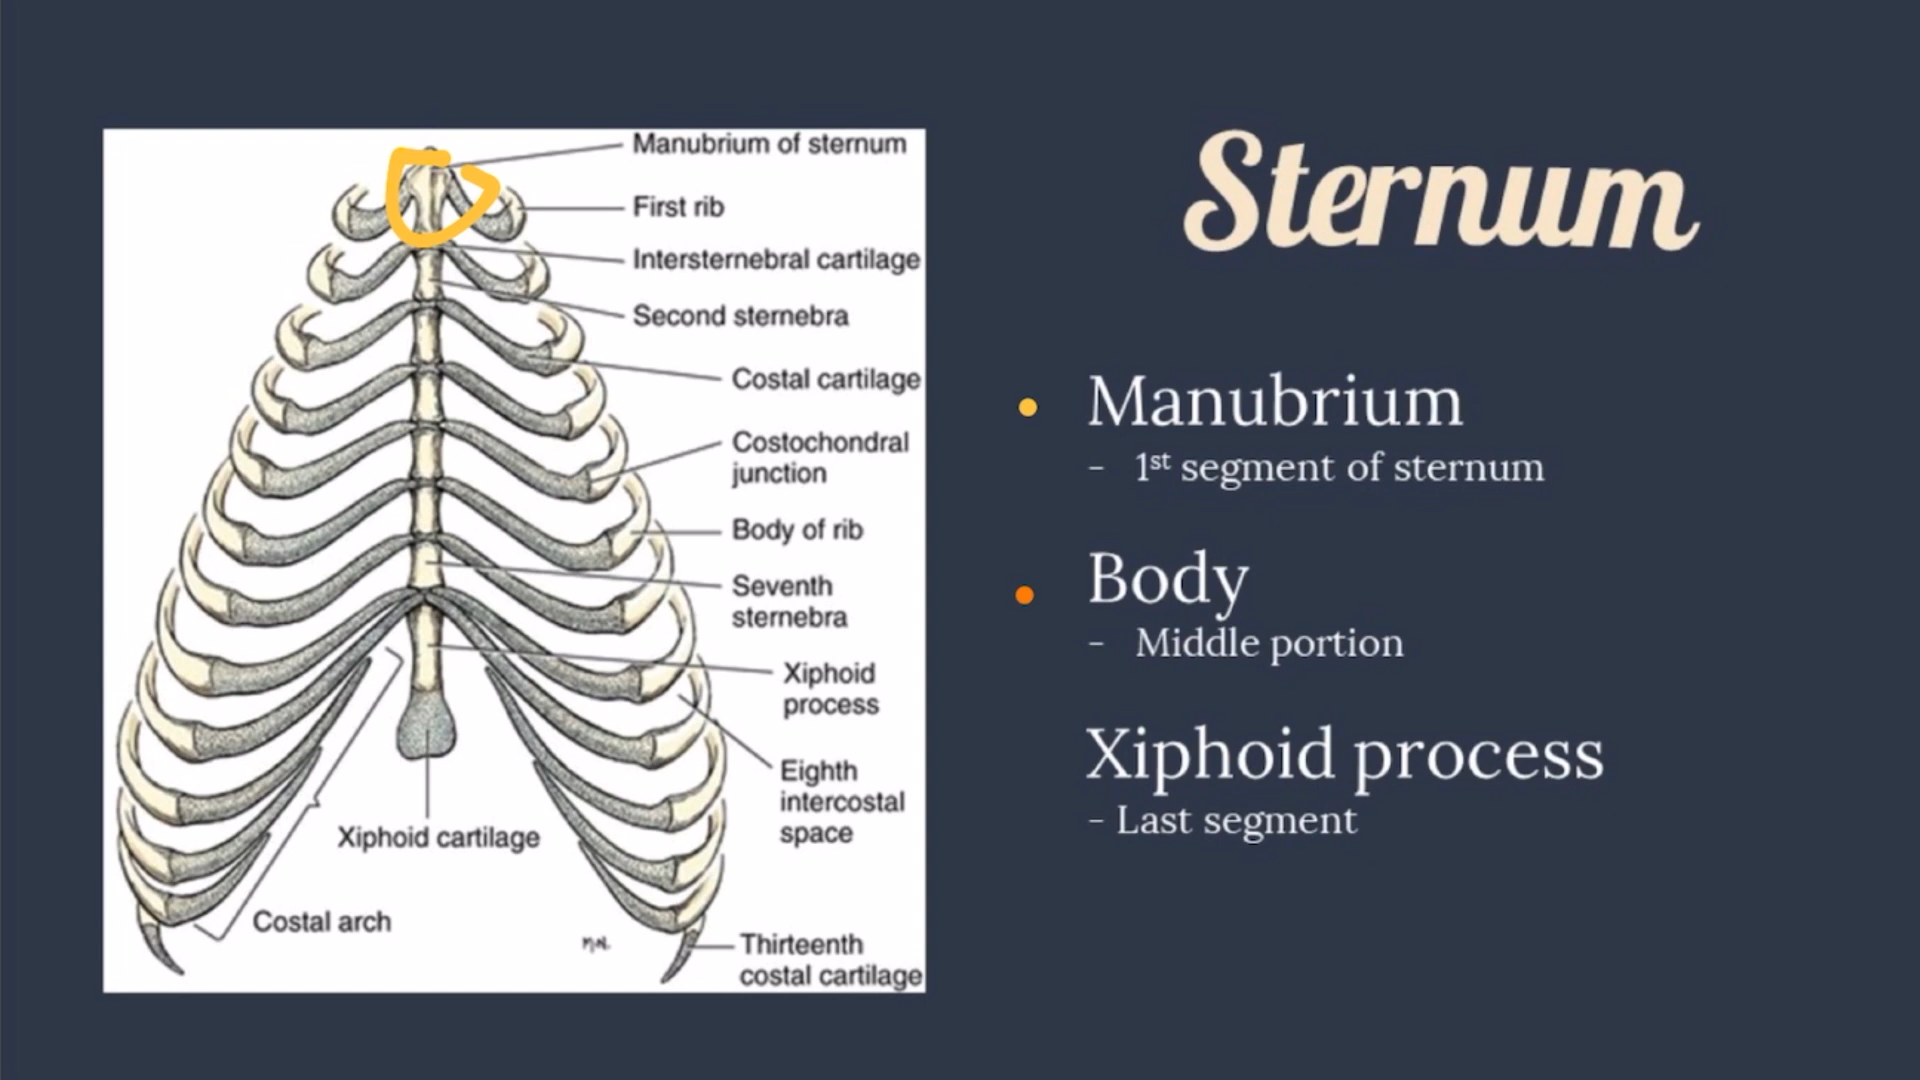 Manubrium of sternum
First rib
Intersternebral cartilage
Second sternebra
Costal cartilage
Costochondral
junction
Body of rib
Seventh
sternebra
Xiphoid
process
Eighth
intercostal
space
Xiphoid cartilage
Costal arch
Thirteenth
costal cartilage
Sternum
Manubrium
- 1st segment of sternum
Body
- Middle portion
Xiphoid process
- Last segment